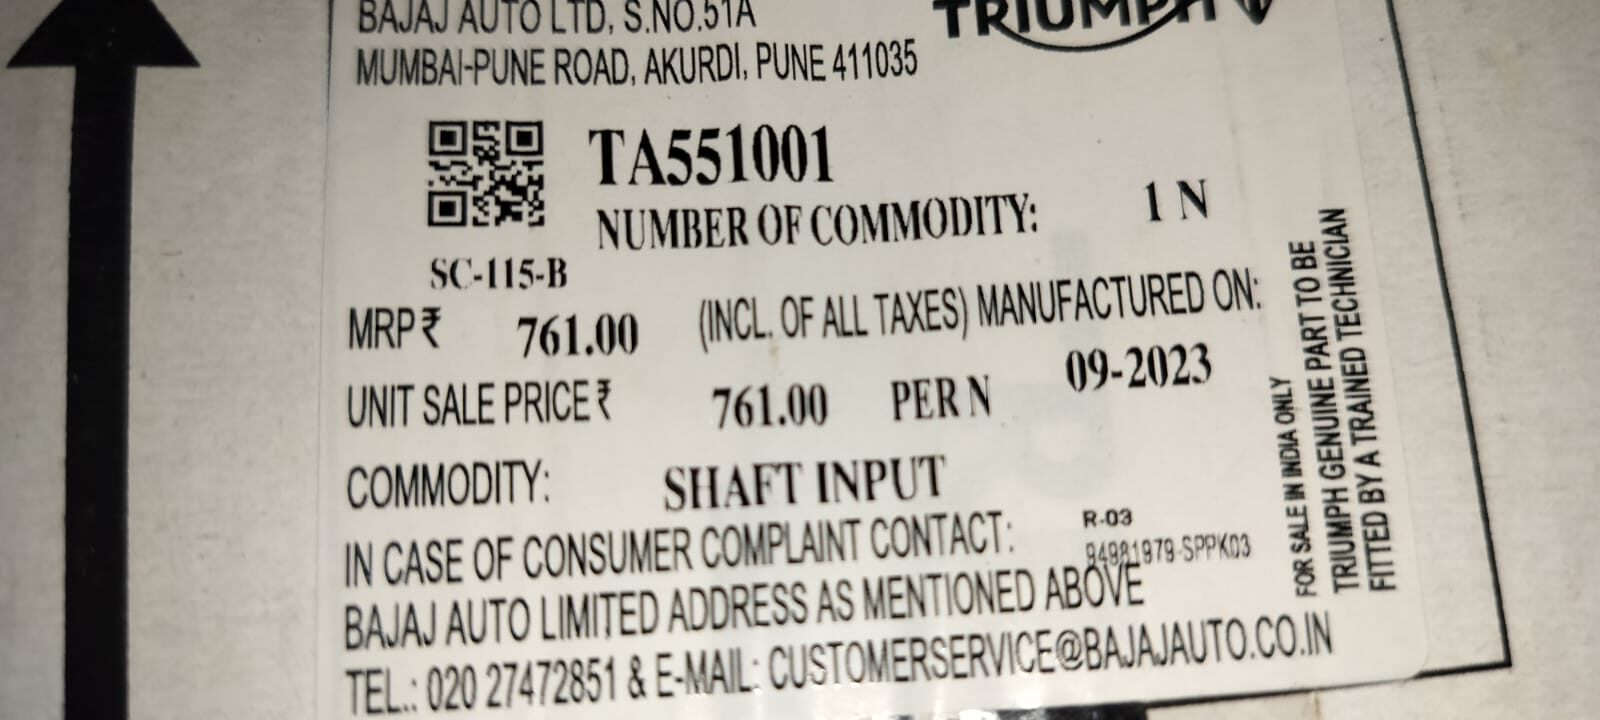 BAJAJ AUTO LTD, S.NO.51A
MUMBAI-PUNE ROAD, AKURDI, PUNE 411035
TRIUMPH
TA551001
NUMBER OF COMMODITY: 1 N
SC-115-B
MRP ₹ 761.00 (INCL. OF ALL TAXES) MANUFACTURED ON:
09-2023
UNIT SALE PRICE ₹ 761.00 PER N
COMMODITY: SHAFT INPUT
IN CASE OF CONSUMER COMPLAINT CONTACT:
R-03
94981979-SPPK03
BAJAJ AUTO LIMITED ADDRESS AS MENTIONED ABOVE
TEL.: 020 27472851 & E-MAIL: CUSTOMERSERVICE@BAJAJAUTO.CO.IN
FOR SALE IN INDIA ONLY
TRIUMPH GENUINE PART TO BE
FITTED BY A TRAINED TECHNICIAN